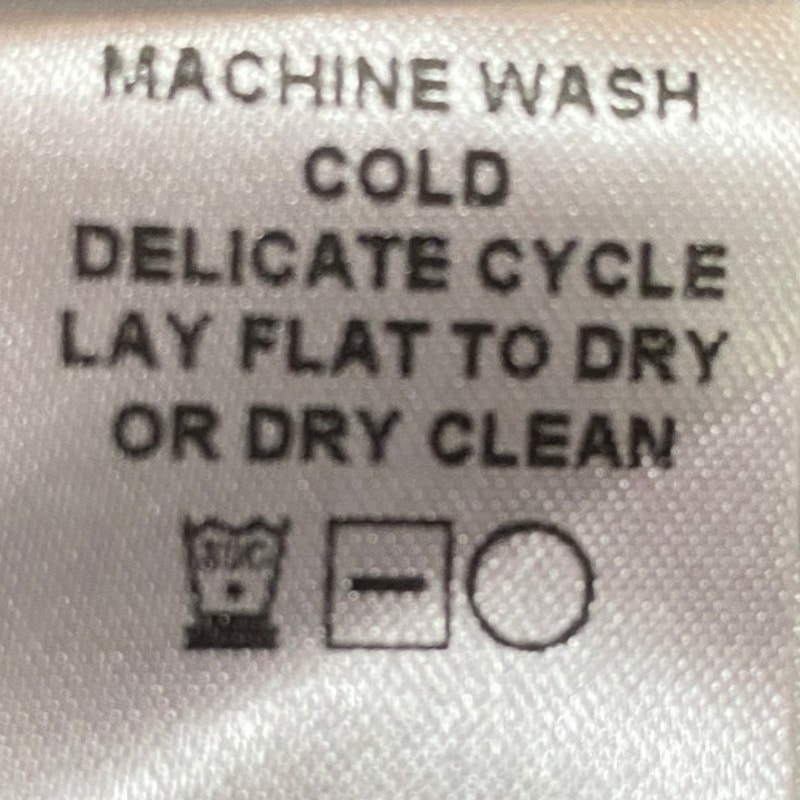 MACHINE WASH
COLD
DELICATE CYCLE
LAY FLAT TO DRY
OR DRY CLEAN